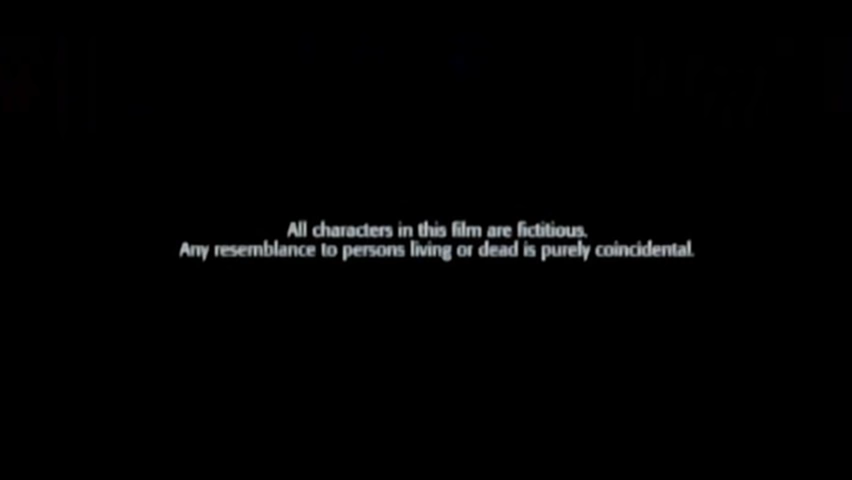 All characters in this film are fictitious.
Any resemblance to persons living or dead is purely coincidental.